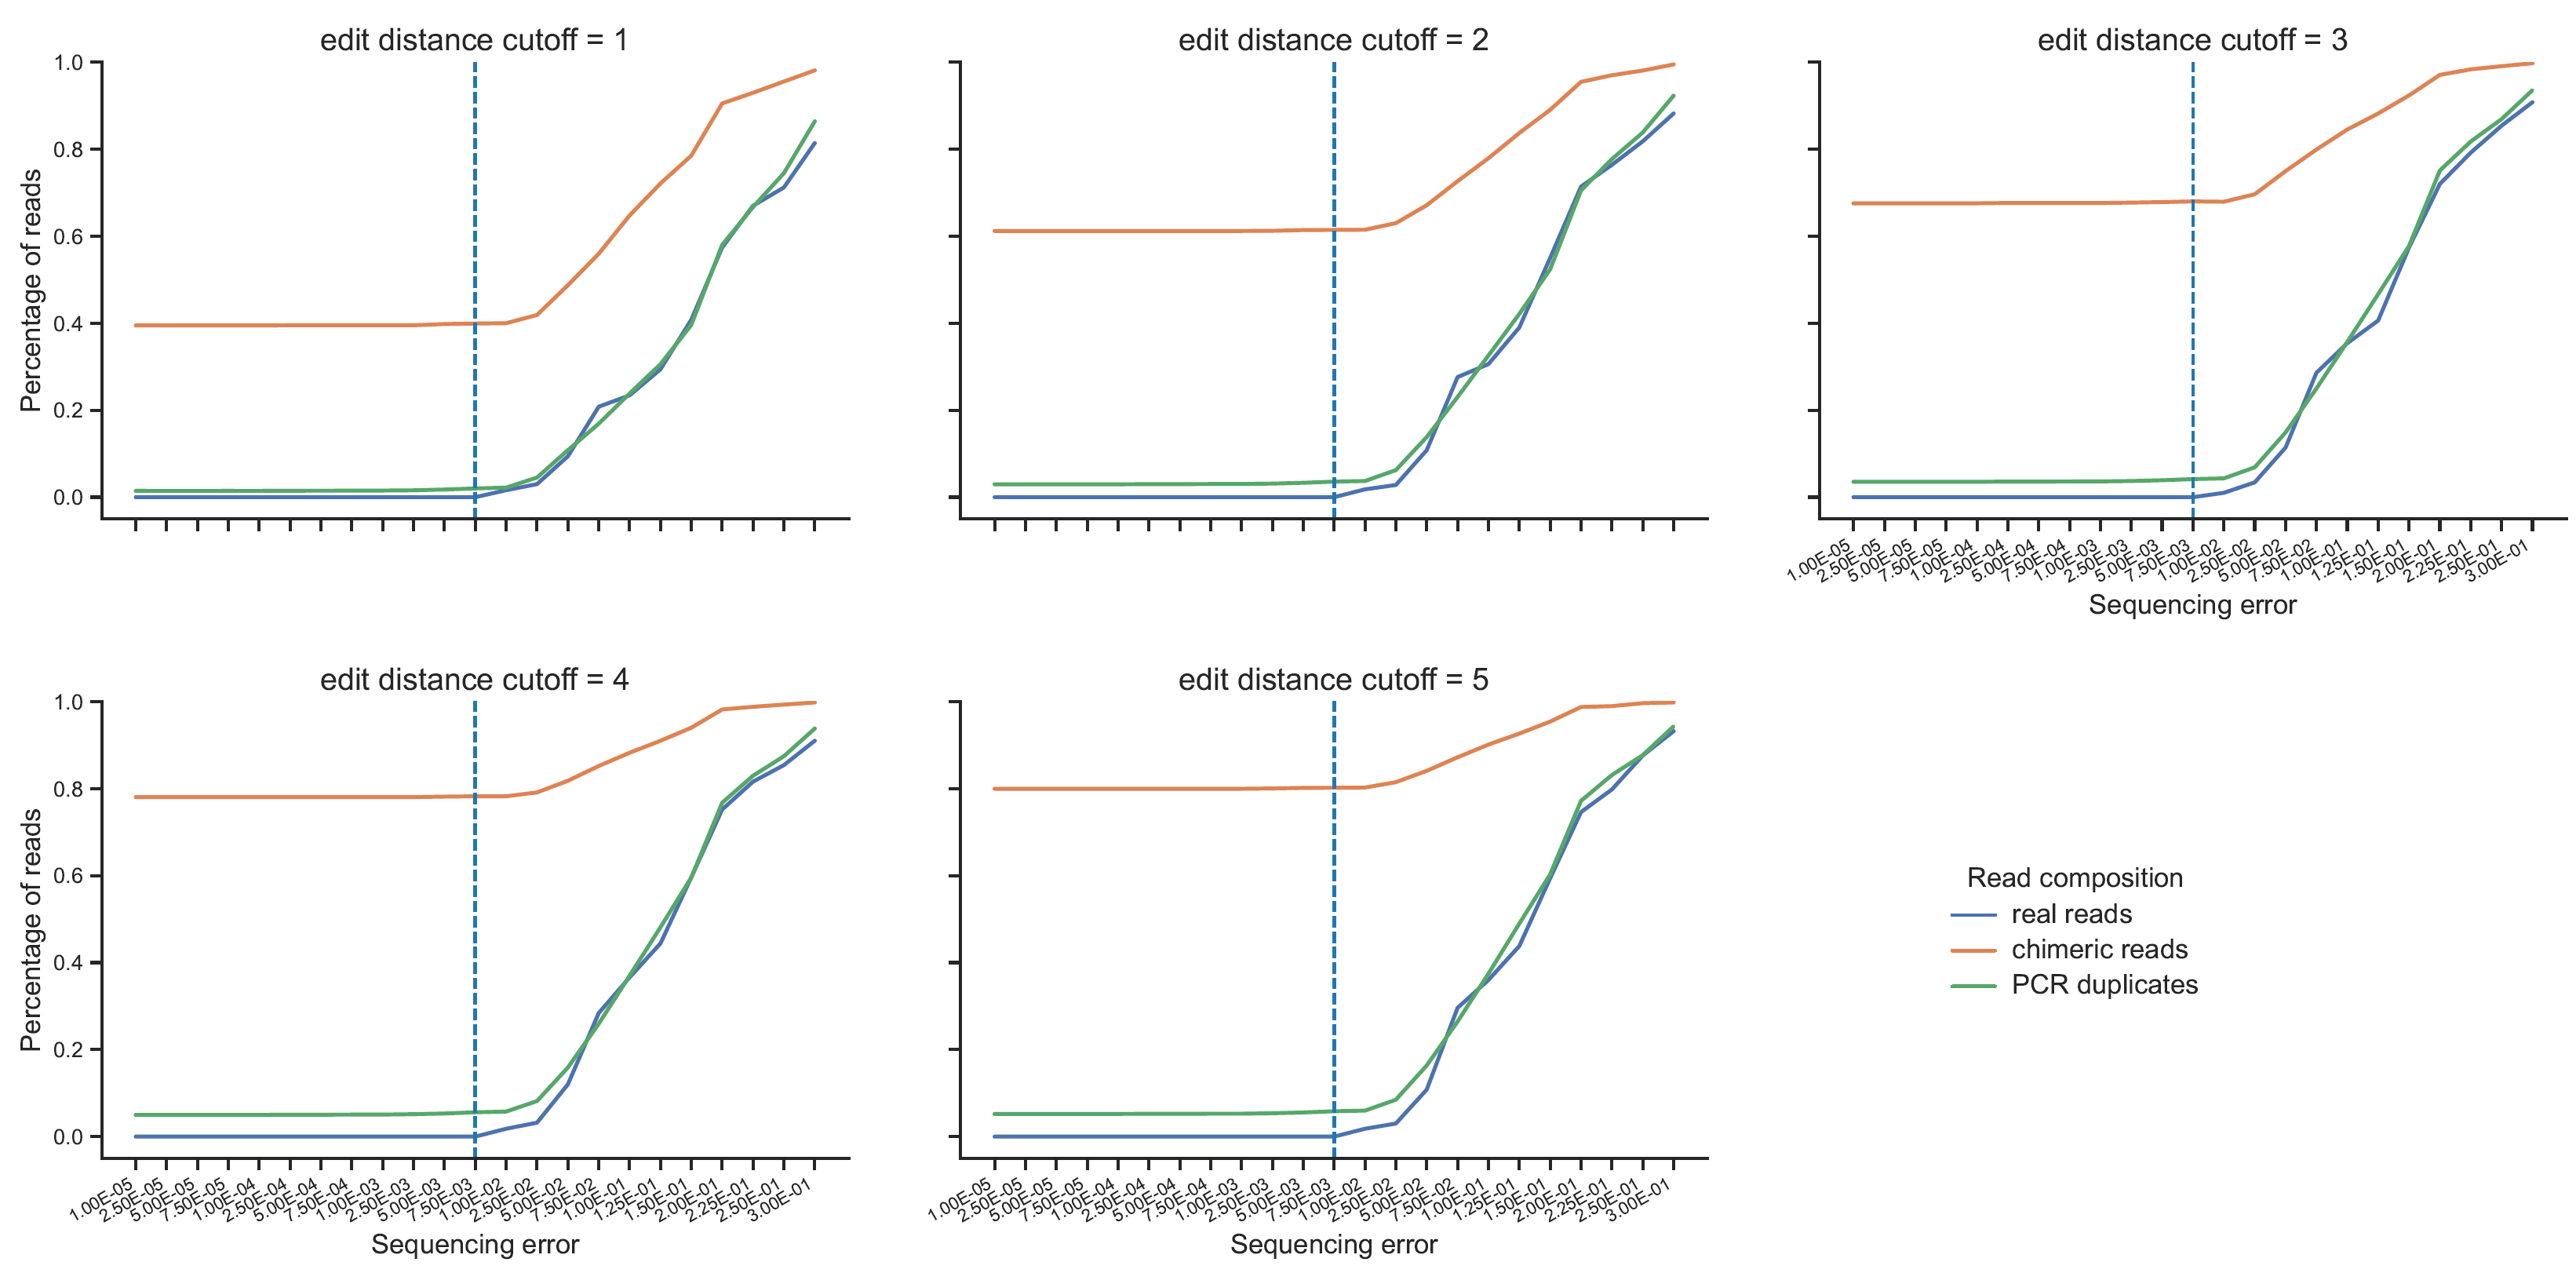 edit distance cutoff = 1
edit distance cutoff = 2
edit distance cutoff = 3
Percentage of reads
1.0
0.8
0.6
0.4
0.2
0.0
1.00E-05 2.50E-05 5.00E-05 7.50E-05 1.00E-04 2.50E-04 5.00E-04 7.50E-04 1.00E-03 2.50E-03 5.00E-03 7.50E-03 1.00E-02 2.50E-02 5.00E-02 7.50E-02 1.00E-01 1.25E-01 1.50E-01 2.00E-01 2.25E-01 2.50E-01 3.00E-01
Sequencing error
edit distance cutoff = 4
edit distance cutoff = 5
Percentage of reads
1.0
0.8
0.6
0.4
0.2
0.0
1.00E-05 2.50E-05 5.00E-05 7.50E-05 1.00E-04 2.50E-04 5.00E-04 7.50E-04 1.00E-03 2.50E-03 5.00E-03 7.50E-03 1.00E-02 2.50E-02 5.00E-02 7.50E-02 1.00E-01 1.25E-01 1.50E-01 2.00E-01 2.25E-01 2.50E-01 3.00E-01
Sequencing error
1.00E-05 2.50E-05 5.00E-05 7.50E-05 1.00E-04 2.50E-04 5.00E-04 7.50E-04 1.00E-03 2.50E-03 5.00E-03 7.50E-03 1.00E-02 2.50E-02 5.00E-02 7.50E-02 1.00E-01 1.25E-01 1.50E-01 2.00E-01 2.25E-01 2.50E-01 3.00E-01
Sequencing error
Read composition
real reads
chimeric reads
PCR duplicates